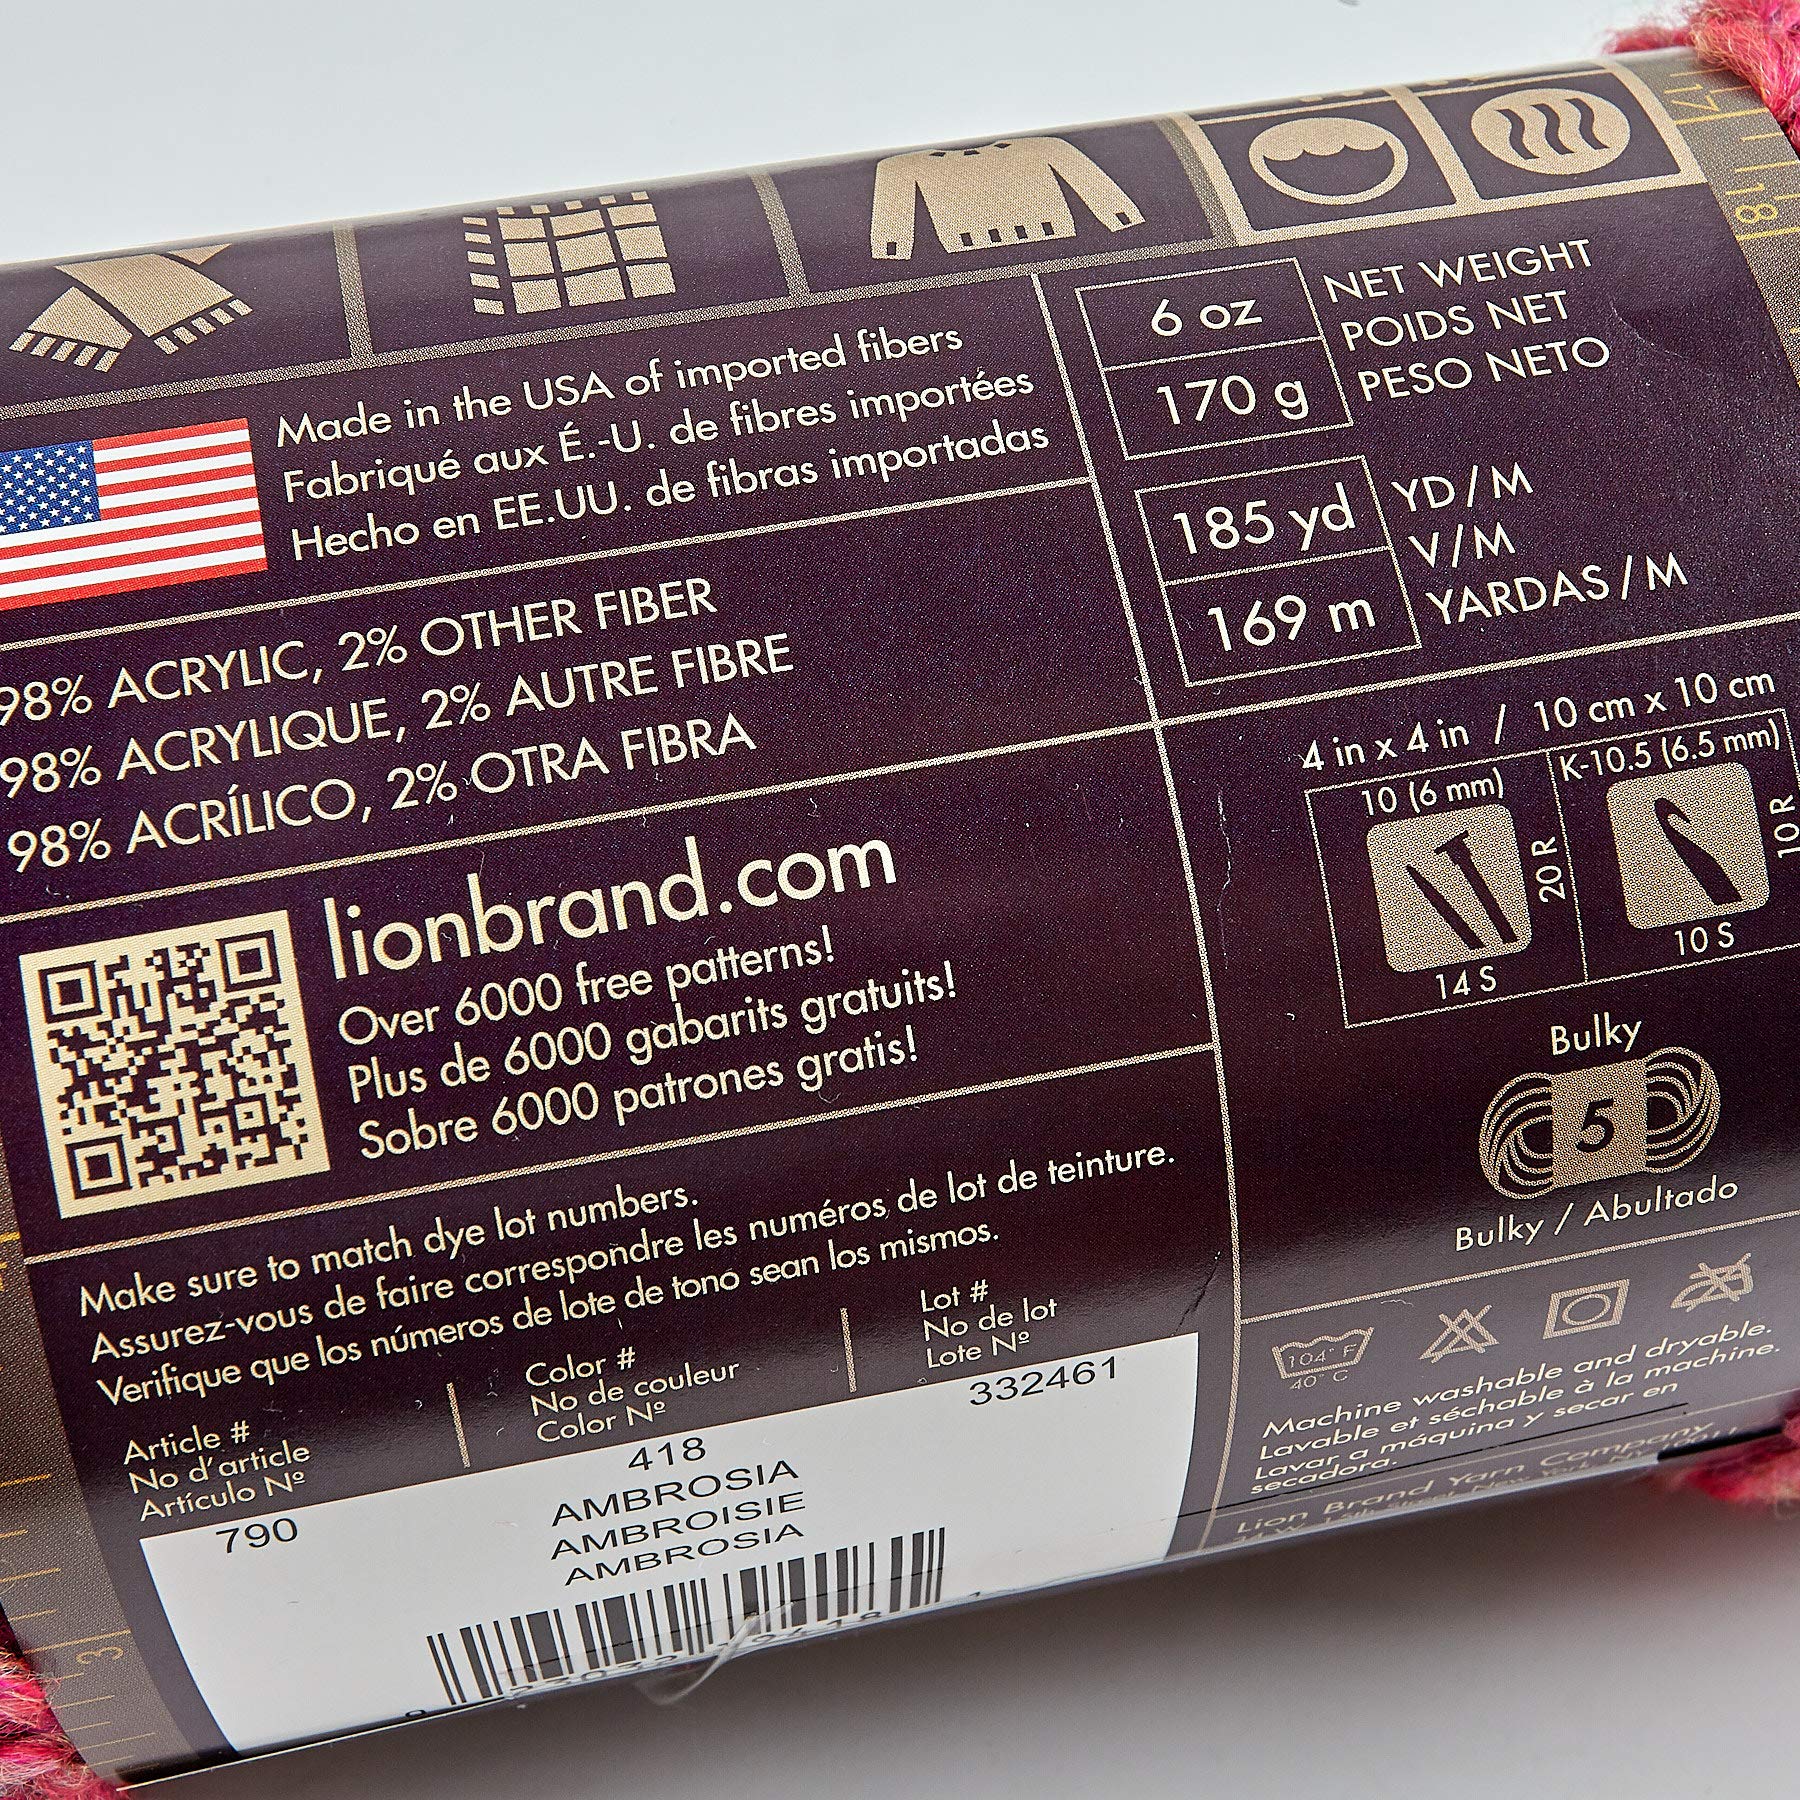 17
18
6 oz
170 g
NET WEIGHT
POIDS NET
PESO NETO
Made in the USA of imported fibers
Fabriqué aux É.-U. de fibres importées
Hecho en EE.UU. de fibras importadas
185 yd
169 m
YD/M
V/M
YARDAS/M
98% ACRYLIC, 2% OTHER FIBER
98% ACRYLIQUE, 2% AUTRE FIBRE
98% ACRÍLICO, 2% OTRA FIBRA
4 in x 4 in / 10 cm x 10 cm
10 (6 mm)
20 R
14 S
K-10.5 (6.5 mm)
10 R
10 S
lionbrand.com
Over 6000 free patterns!
Plus de 6000 gabarits gratuits!
Sobre 6000 patrones gratis!
Bulky
5
Bulky / Abultado
Make sure to match dye lot numbers.
Assurez-vous de faire correspondre les numéros de lot de teinture.
Verifique que los números de lote de tono sean los mismos.
104° F
40° C
Machine washable and dryable.
Lavable et séchable à la machine.
Lavar a máquina y secar en
secadora.
Lion Brand Yarn Company
Article #
No d'article
Artículo Nº
790
Color #
No de couleur
Color Nº
418
AMBROSIA
AMBROISIE
AMBROSIA
Lot #
No de lot
Lote Nº
332461
3